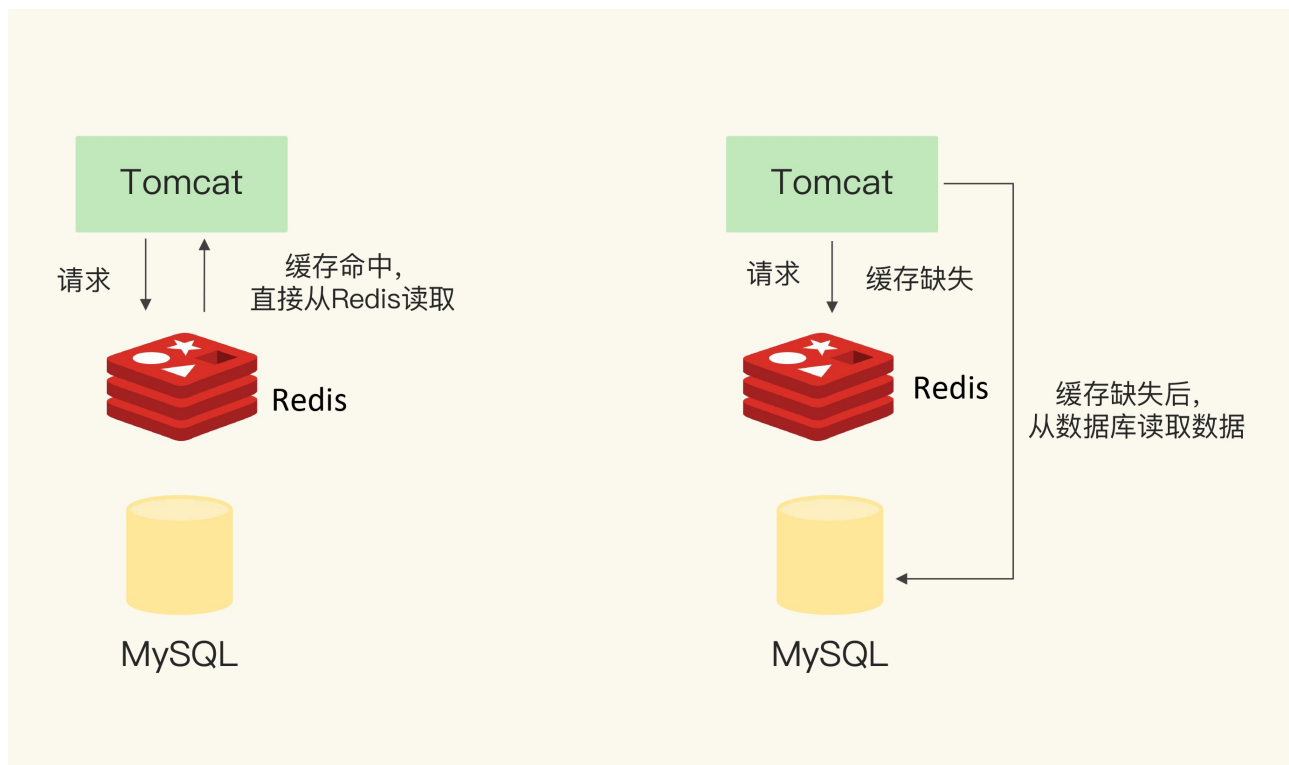 Tomcat
请求
缓存命中，
直接从Redis读取
Redis
MySQL
Tomcat
请求
缓存缺失
Redis
缓存缺失后，
从数据库读取数据
MySQL